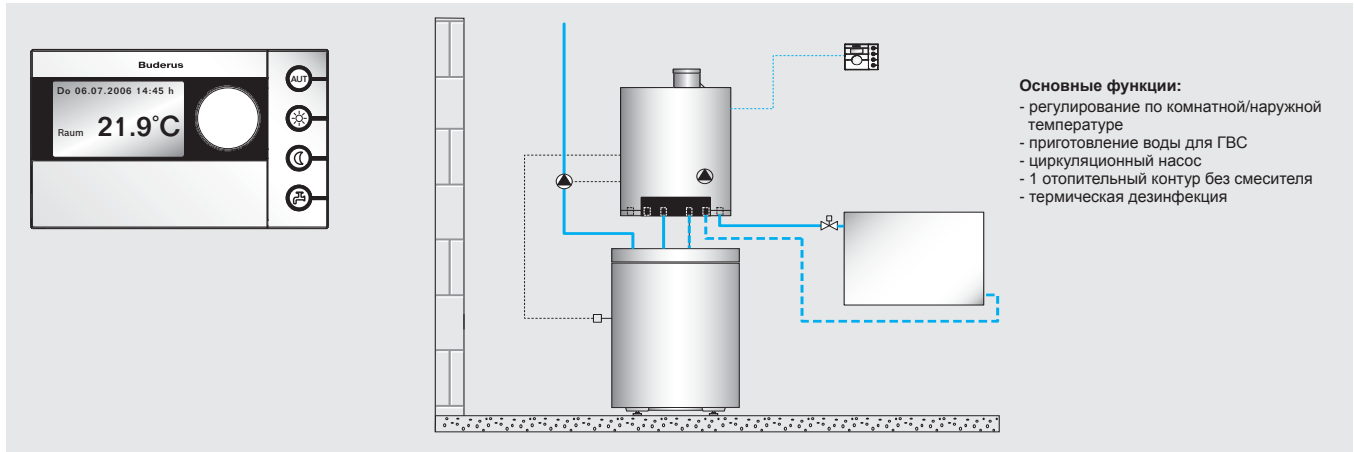 Buderus
Do 06.07.2006 14:45 h
Raum 21.9°C
AUT
Основные функции:
- регулирование по комнатной/наружной
температуре
- приготовление воды для ГВС
- циркуляционный насос
- 1 отопительный контур без смесителя
- термическая дезинфекция